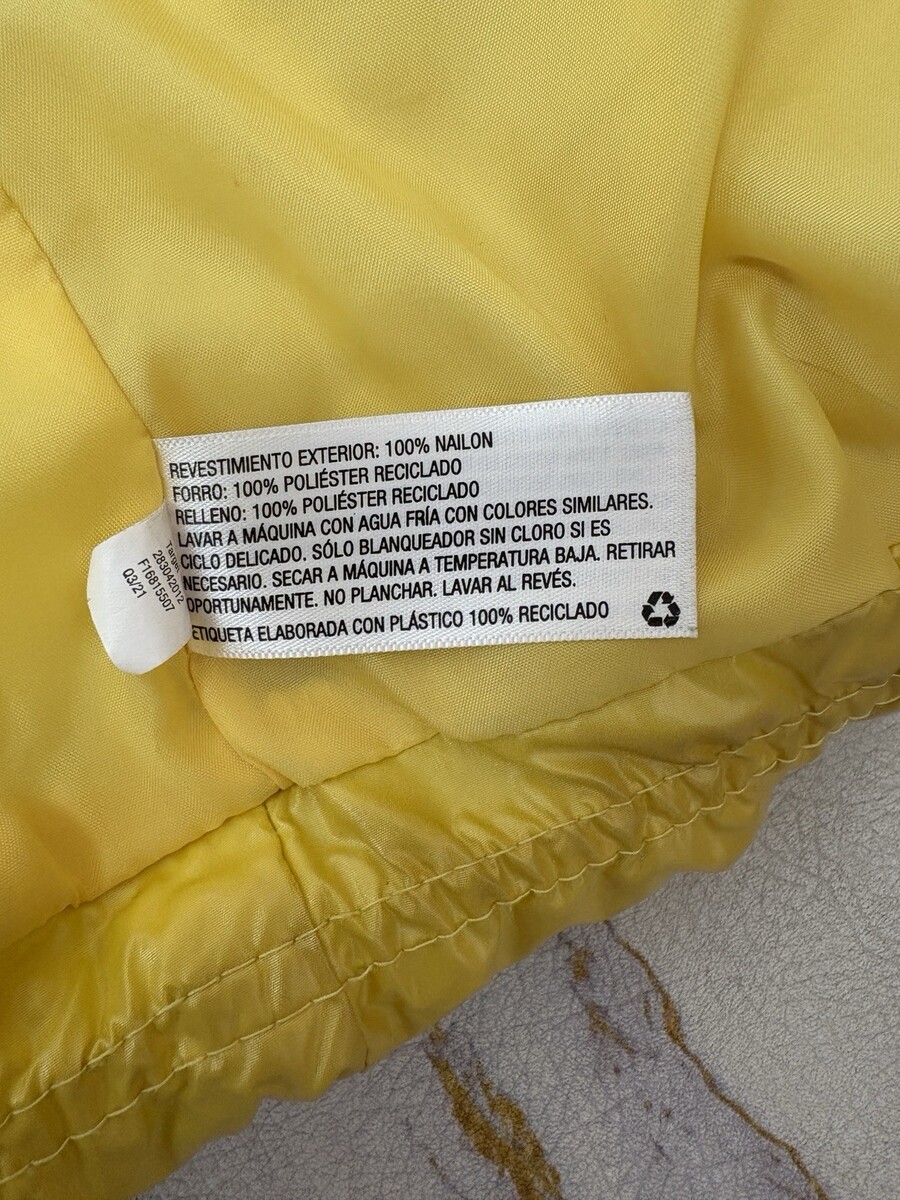 REVESTIMIENTO EXTERIOR: 100% NAILON
FORRO: 100% POLIÉSTER RECICLADO
RELLENO: 100% POLIÉSTER RECICLADO
LAVAR A MÁQUINA CON AGUA FRÍA CON COLORES SIMILARES.
CICLO DELICADO. SÓLO BLANQUEADOR SIN CLORO SI ES
NECESARIO. SECAR A MÁQUINA A TEMPERATURA BAJA. RETIRAR
OPORTUNAMENTE. NO PLANCHAR. LAVAR AL REVÉS.
ETIQUETA ELABORADA CON PLÁSTICO 100% RECICLADO
283042012
F16815507
Q3/21